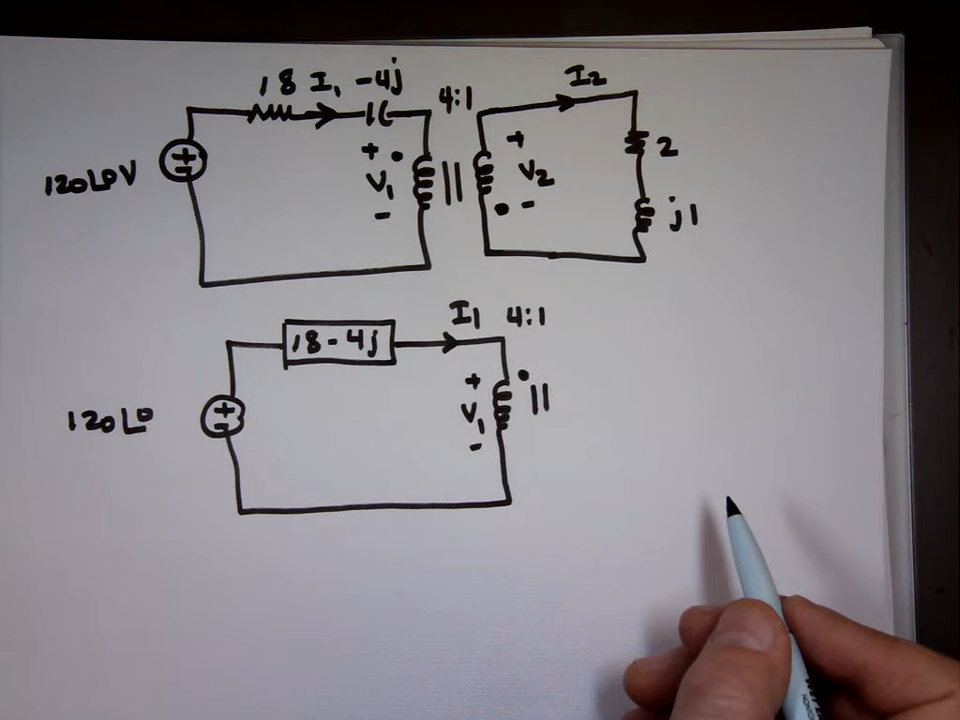 18 I₁ -4j
4:1
I₂
120∠0 V
+
V₁
-
+
V₂
-
2
j1
18 - 4j
I₁ 4:1
120∠0
+
V₁
-